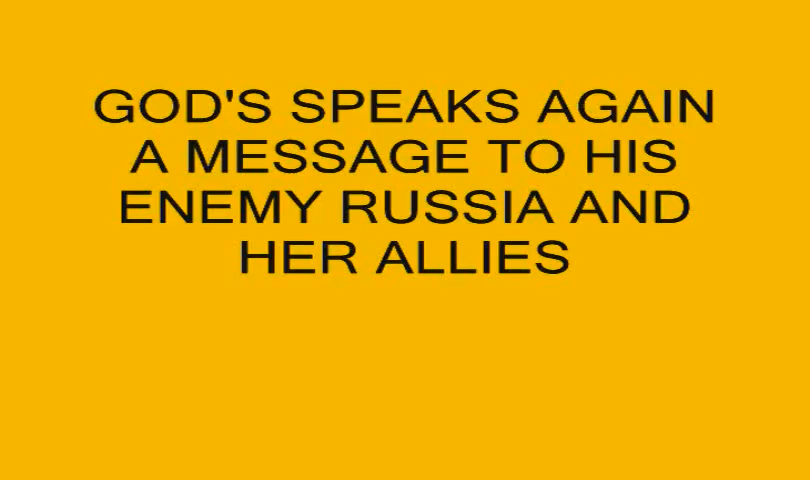 GOD'S SPEAKS AGAIN
A MESSAGE TO HIS
ENEMY RUSSIA AND
HER ALLIES